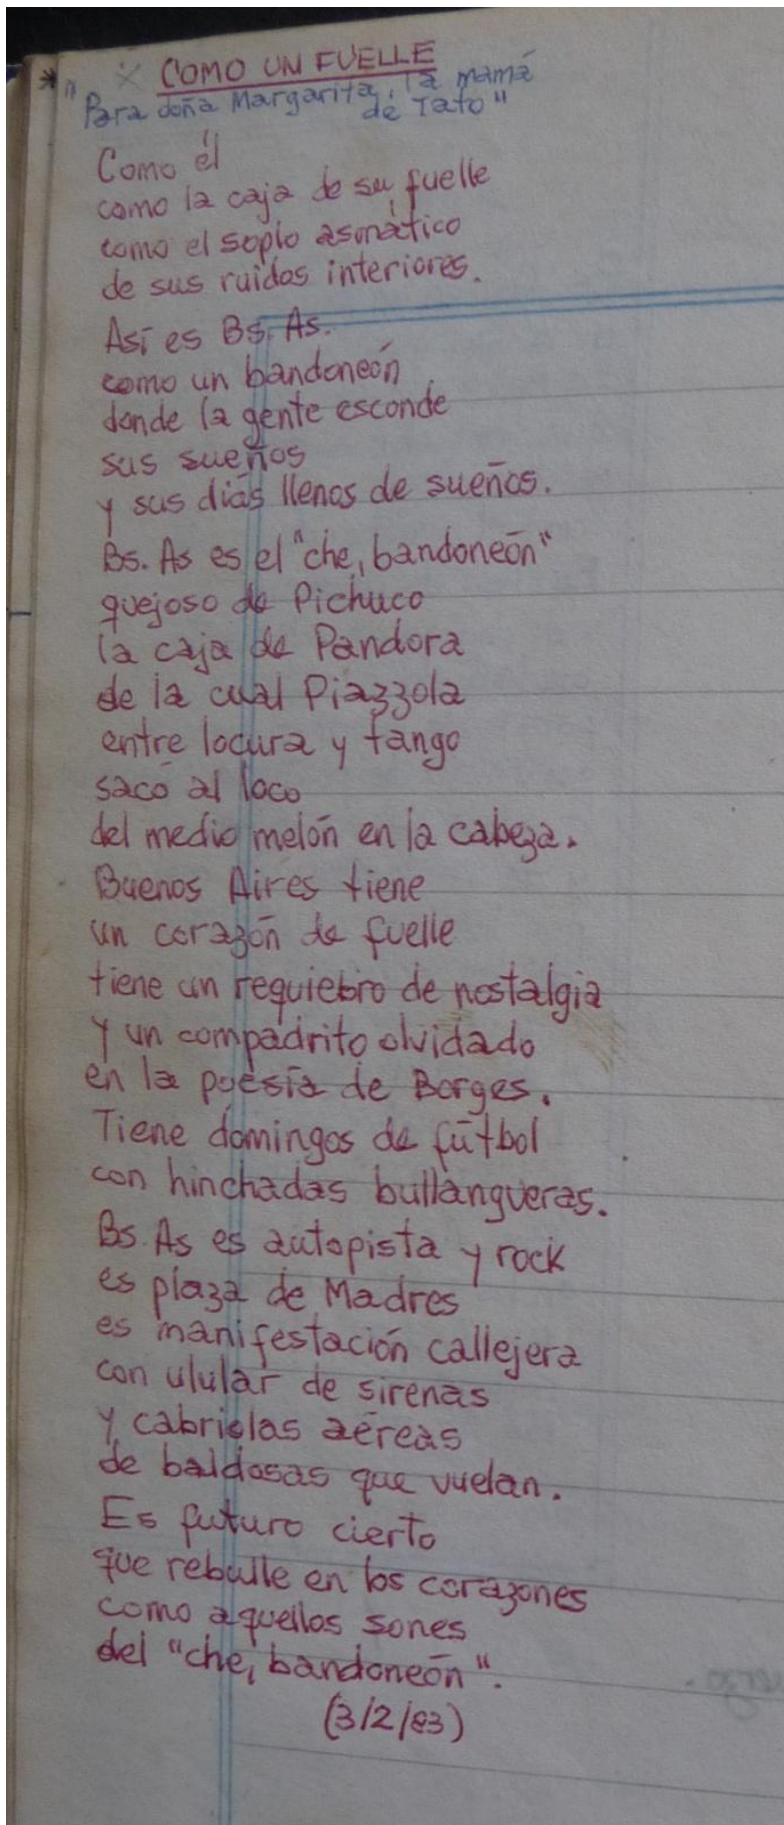 * " × COMO UN FUELLE
Para doña Margarita, la mamá
de Tato"
Como él
como la caja de su fuelle
como el soplo asmático
de sus ruidos interiores.
Así es Bs. As.
como un bandoneón
donde la gente esconde
sus sueños
y sus días llenos de sueños.
Bs. As es el "che, bandoneón"
quejoso de Pichuco
la caja de Pandora
de la cual Piazzola
entre locura y tango
sacó al loco
del medio melón en la cabeza.
Buenos Aires tiene
un corazón de fuelle
tiene un requiebro de nostalgia
y un compadrito olvidado
en la poesía de Borges.
Tiene domingos de fútbol
con hinchadas bullangueras.
Bs. As es autopista y rock
es plaza de Madres
es manifestación callejera
con ulular de sirenas
y cabriolas aéreas
de baldosas que vuelan.
Es futuro cierto
que rebulle en los corazones
como aquellos sones
del "che, bandoneón".
(3/2/83)